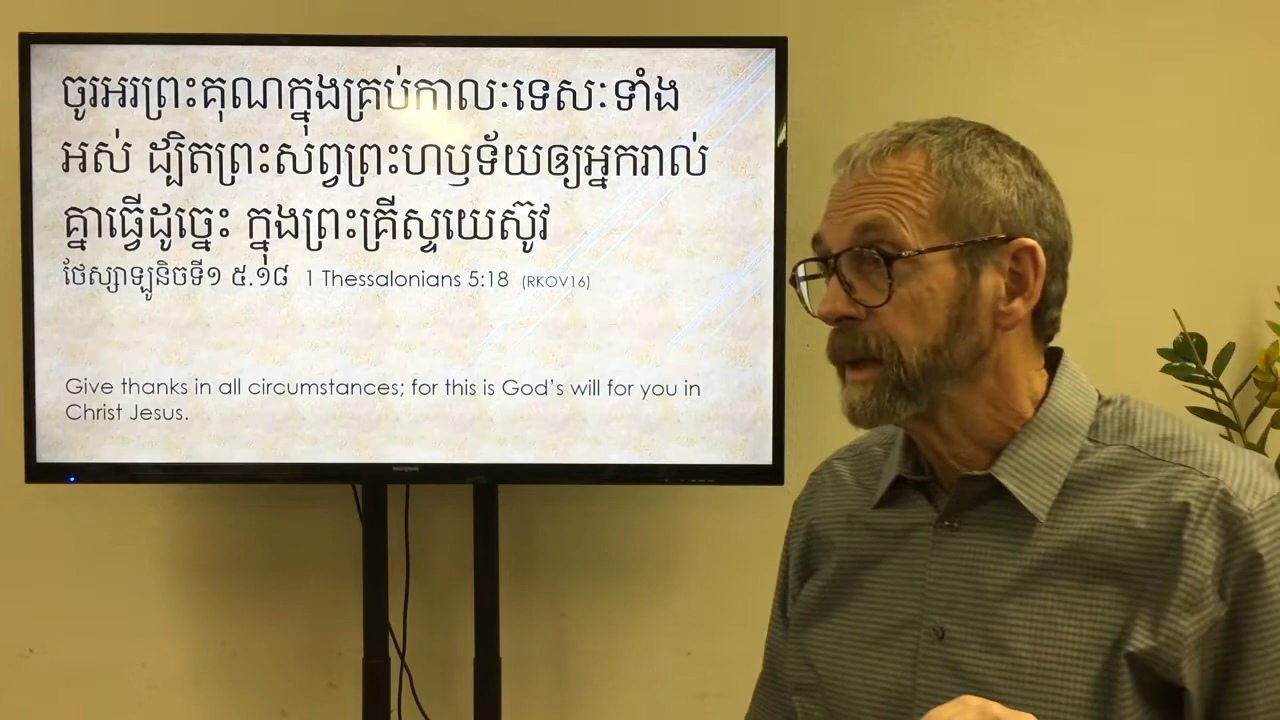 ចូរអរព្រះគុណក្នុងគ្រប់កាលៈទេសៈទាំង
អស់ ដ្បិតព្រះសព្វព្រះហឫទ័យឲ្យអ្នករាល់
គ្នាធ្វើដូច្នេះ ក្នុងព្រះគ្រីស្ទយេស៊ូវ
ថែស្សាឡូនិចទី១ ៥.១៨ 1 Thessalonians 5:18 (RKOV16)
Give thanks in all circumstances; for this is God's will for you in
Christ Jesus.